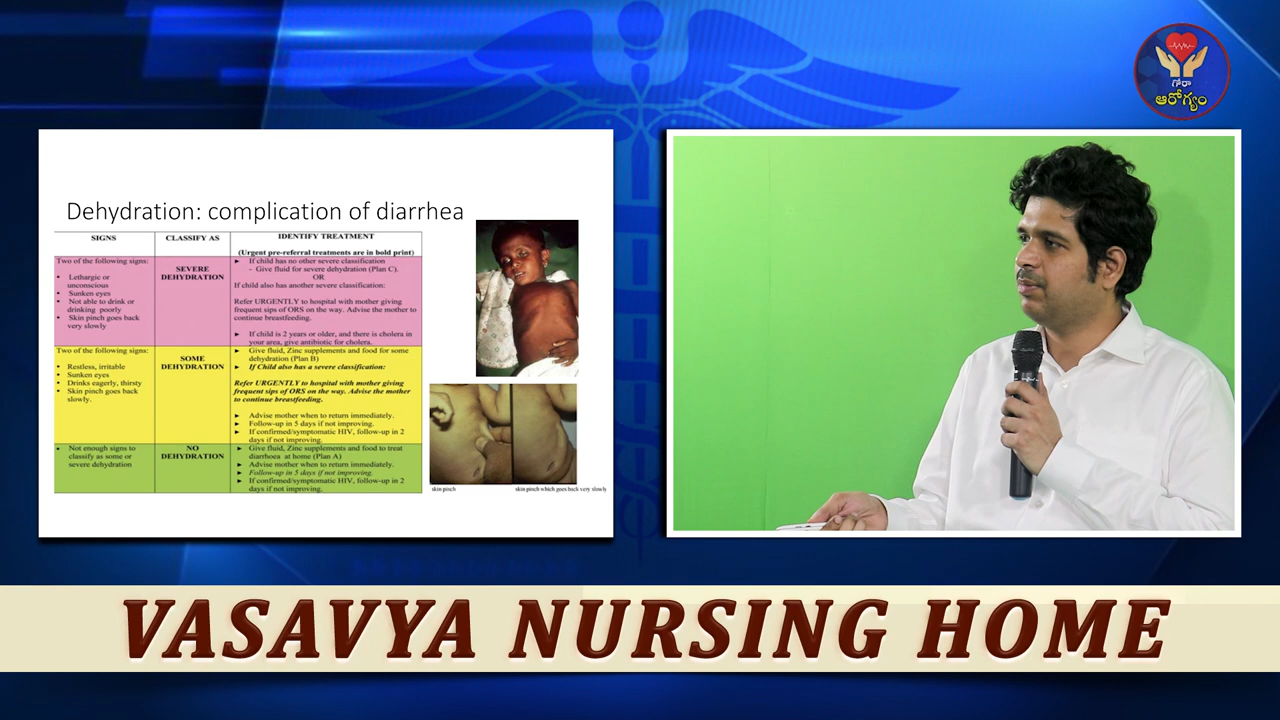 గోరా
ఆరోగ్యం
Dehydration: complication of diarrhea
SIGNS
CLASSIFY AS
IDENTIFY TREATMENT
(Urgent pre-referral treatments are in bold print)
Two of the following signs:
• Lethargic or
unconscious
• Sunken eyes
• Not able to drink or
drinking poorly
• Skin pinch goes back
very slowly
SEVERE
DEHYDRATION
► If child has no other severe classification
- Give fluid for severe dehydration (Plan C).
OR
If child also has another severe classification:
Refer URGENTLY to hospital with mother giving
frequent sips of ORS on the way. Advise the mother to
continue breastfeeding.
► If child is 2 years or older, and there is cholera in
your area, give antibiotic for cholera.
Two of the following signs:
• Restless, irritable
• Sunken eyes
• Drinks eagerly, thirsty
• Skin pinch goes back
slowly.
SOME
DEHYDRATION
► Give fluid, Zinc supplements and food for some
dehydration (Plan B)
► If Child also has a severe classification:
Refer URGENTLY to hospital with mother giving
frequent sips of ORS on the way. Advise the mother
to continue breastfeeding.
► Advise mother when to return immediately.
► Follow-up in 5 days if not improving.
► If confirmed/symptomatic HIV, follow-up in 2
days if not improving.
• Not enough signs to
classify as some or
severe dehydration
NO
DEHYDRATION
► Give fluid, Zinc supplements and food to treat
diarrhoea at home (Plan A)
► Advise mother when to return immediately.
► Follow-up in 5 days if not improving.
► If confirmed/symptomatic HIV, follow-up in 2
days if not improving.
skin pinch
skin pinch which goes back very slowly
VASAVYA NURSING HOME